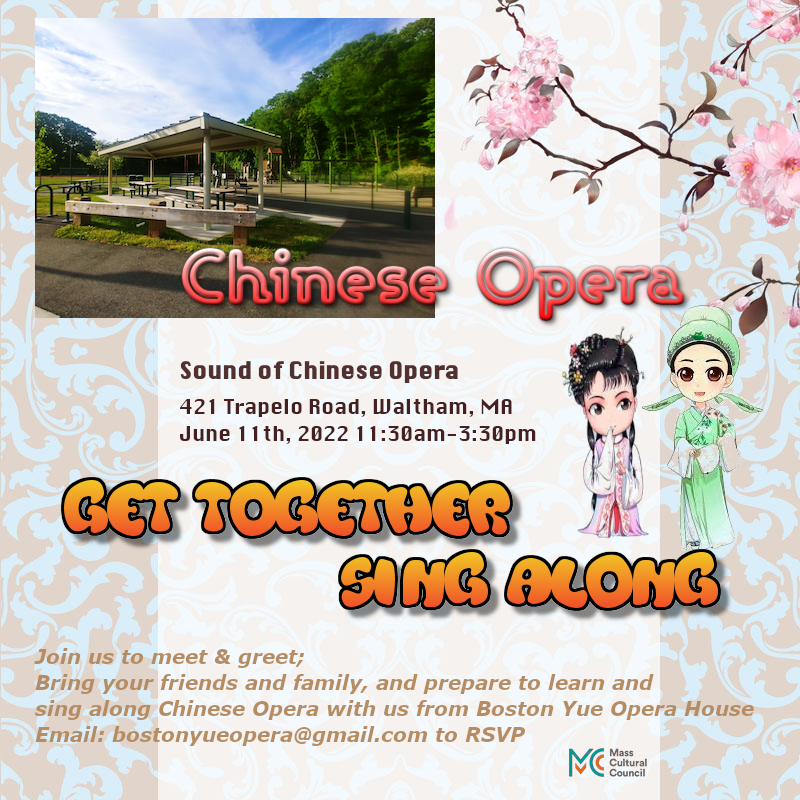 Chinese Opera
Sound of Chinese Opera
421 Trapelo Road, Waltham, MA
June 11th, 2022 11:30am-3:30pm
GET TOGETHER
SING ALONG
Join us to meet & greet;
Bring your friends and family, and prepare to learn and
sing along Chinese Opera with us from Boston Yue Opera House
Email: bostonyueopera@gmail.com to RSVP
Mass
Cultural
Council